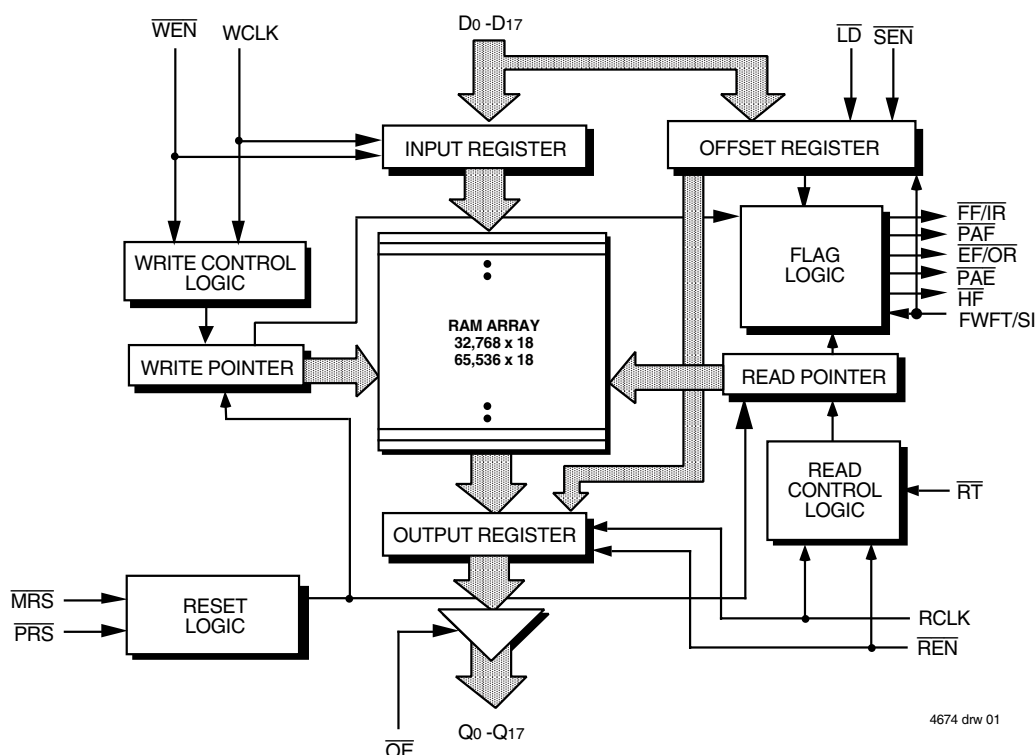 WEN WCLK D0 -D17 LD SEN
INPUT REGISTER
OFFSET REGISTER
WRITE CONTROL
LOGIC
FLAG
LOGIC
FF/IR
PAF
EF/OR
PAE
HF
FWFT/SI
RAM ARRAY
32,768 x 18
65,536 x 18
WRITE POINTER
READ POINTER
READ
CONTROL
LOGIC
RT
OUTPUT REGISTER
MRS
PRS
RESET
LOGIC
RCLK
REN
OE
Q0 -Q17
4674 drw 01